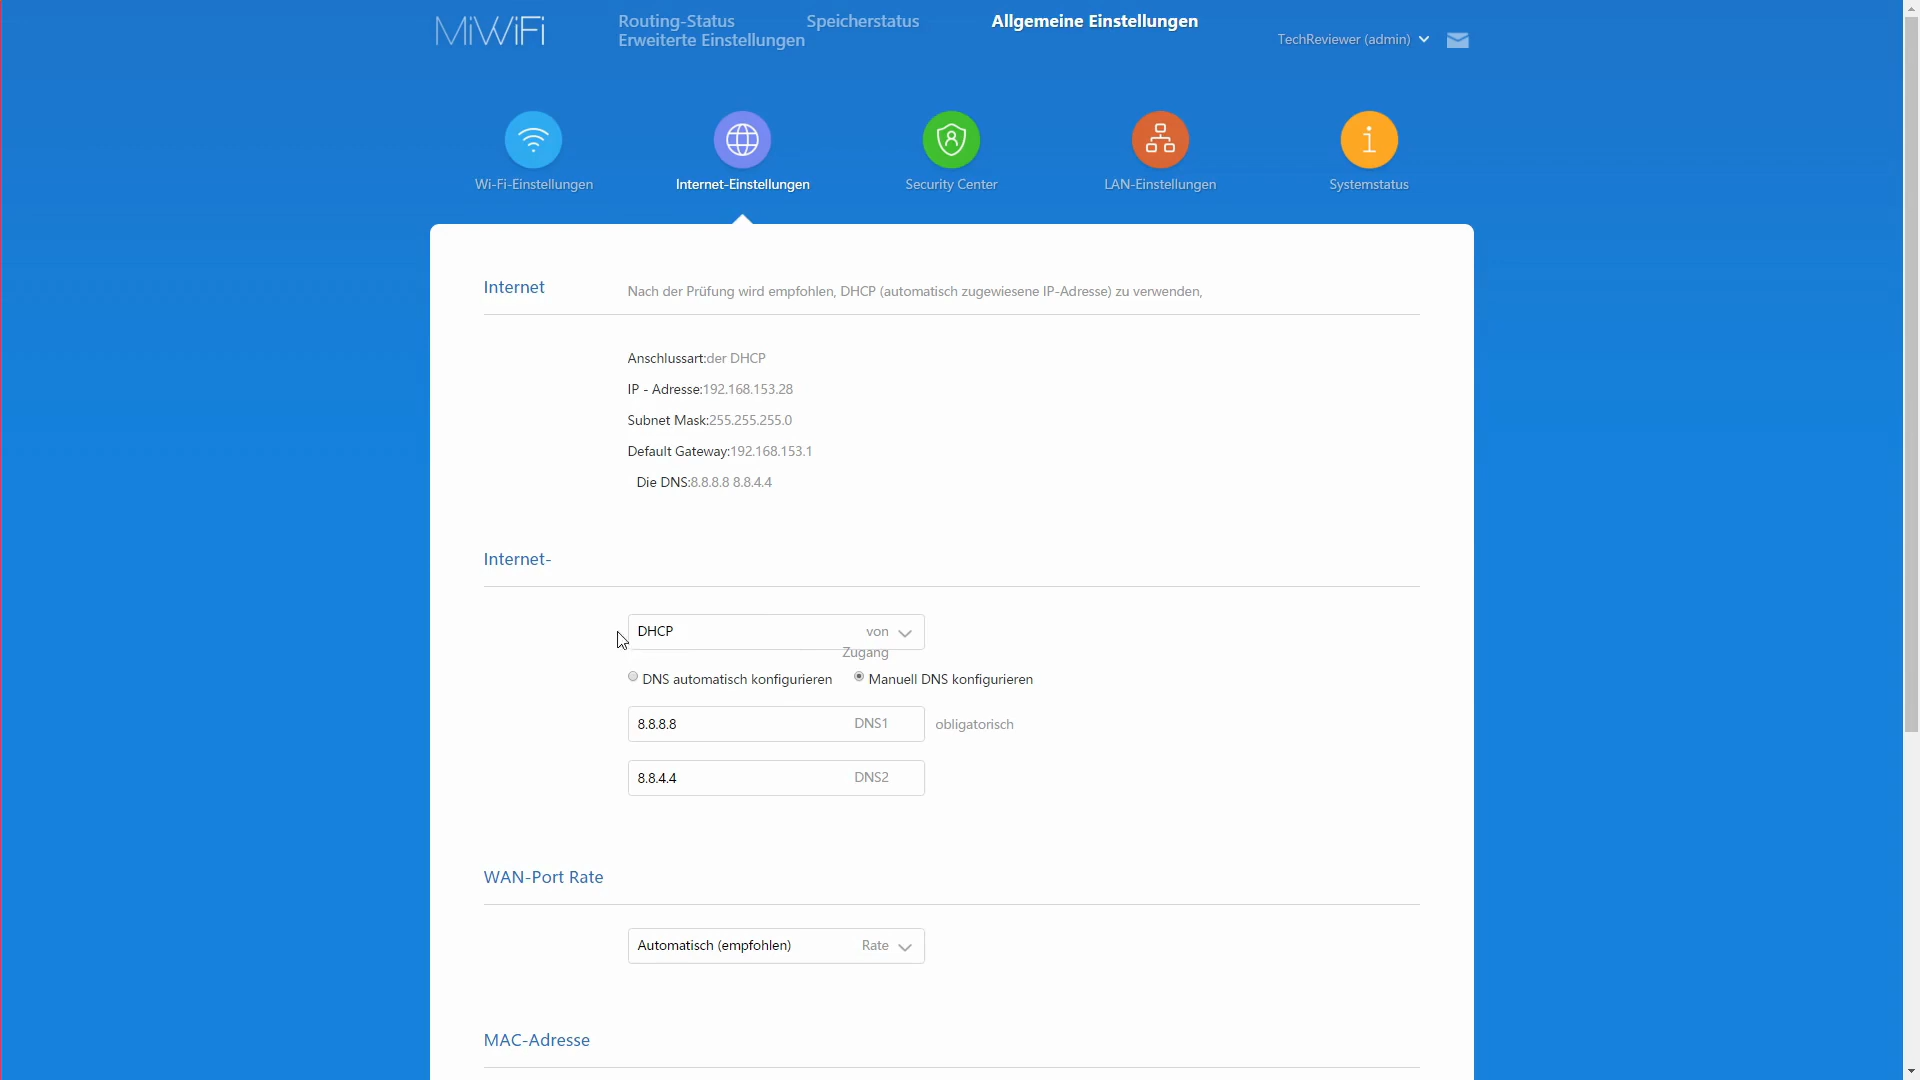 MiWiFi
Routing-Status Speicherstatus Allgemeine Einstellungen
Erweiterte Einstellungen
TechReviewer (admin)
Wi-Fi-Einstellungen Internet-Einstellungen Security Center LAN-Einstellungen Systemstatus
Internet Nach der Prüfung wird empfohlen, DHCP (automatisch zugewiesene IP-Adresse) zu verwenden,
Anschlussart:der DHCP
IP - Adresse:192.168.153.28
Subnet Mask:255.255.255.0
Default Gateway:192.168.153.1
Die DNS:8.8.8.8 8.8.4.4
Internet-
DHCP von
Zugang
DNS automatisch konfigurieren Manuell DNS konfigurieren
8.8.8.8 DNS1 obligatorisch
8.8.4.4 DNS2
WAN-Port Rate
Automatisch (empfohlen) Rate
MAC-Adresse